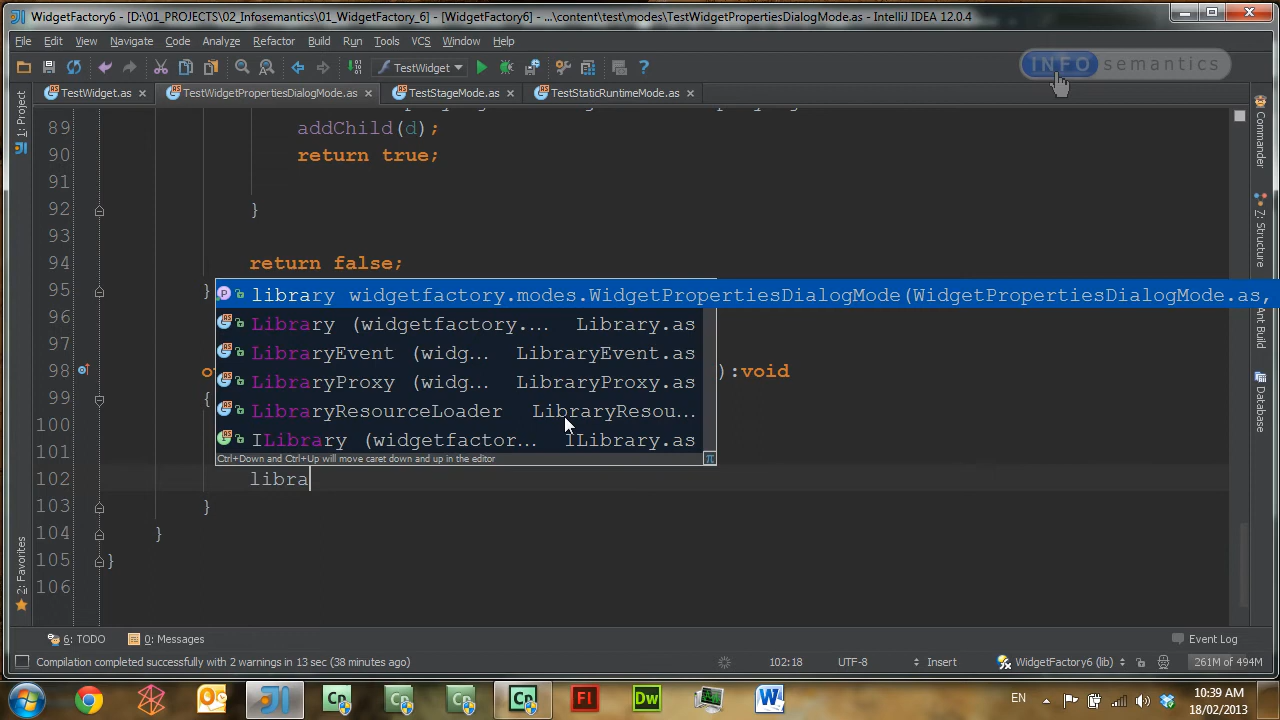 WidgetFactory6 - [D:\01_PROJECTS\02_Infosemantics\01_WidgetFactory_6] - [WidgetFactory6] - ...\content\test\modes\TestWidgetPropertiesDialogMode.as - IntelliJ IDEA 12.0.4
File Edit View Navigate Code Analyze Refactor Build Run Tools VCS Window Help
TestWidget
INFO semantics
TestWidget.as TestWidgetPropertiesDialogMode.as TestStageMode.as TestStaticRuntimeMode.as
1: Project
Commander
Z: Structure
Ant Build
Database
2: Favorites
89 addChild(d);
90 return true;
91
92 }
93
94 return false;
95 }
96
library widgetfactory.modes.WidgetPropertiesDialogMode(WidgetPropertiesDialogMode.as,
Library (widgetfactory.... Library.as
LibraryEvent (widg... LibraryEvent.as
98 ):void
LibraryProxy (widg... LibraryProxy.as
99 {
LibraryResourceLoader LibraryResou...
100
ILibrary (widgetfactor... ILibrary.as
101
Ctrl+Down and Ctrl+Up will move caret down and up in the editor
π
102 libra
103 }
104 }
105 }
106
6: TODO 0: Messages Event Log
Compilation completed successfully with 2 warnings in 13 sec (38 minutes ago) 102:18 UTF-8 Insert WidgetFactory6 (lib) 261M of 494M
EN 10:39 AM
18/02/2013